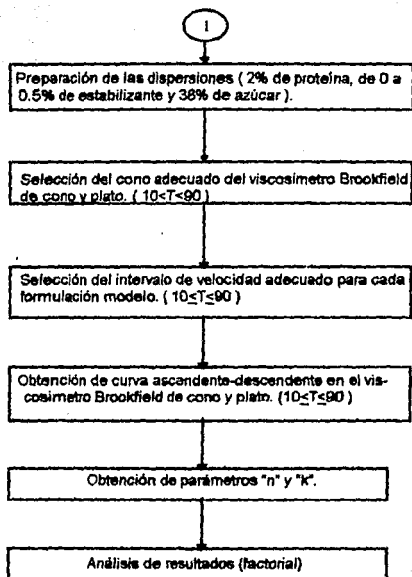 1
Preparación de las dispersiones ( 2% de proteína, de 0 a
0.5% de estabilizante y 38% de azúcar ).
Selección del cono adecuado del viscosímetro Brookfield
de cono y plato. ( 10<T<90 )
Selección del intervalo de velocidad adecuado para cada
formulación modelo. ( 10≤T≤90 )
Obtención de curva ascendente-descendente en el vis-
cosímetro Brookfield de cono y plato. (10≤T≤90 )
Obtención de parámetros "n" y "k".
Análisis de resultados (factorial)